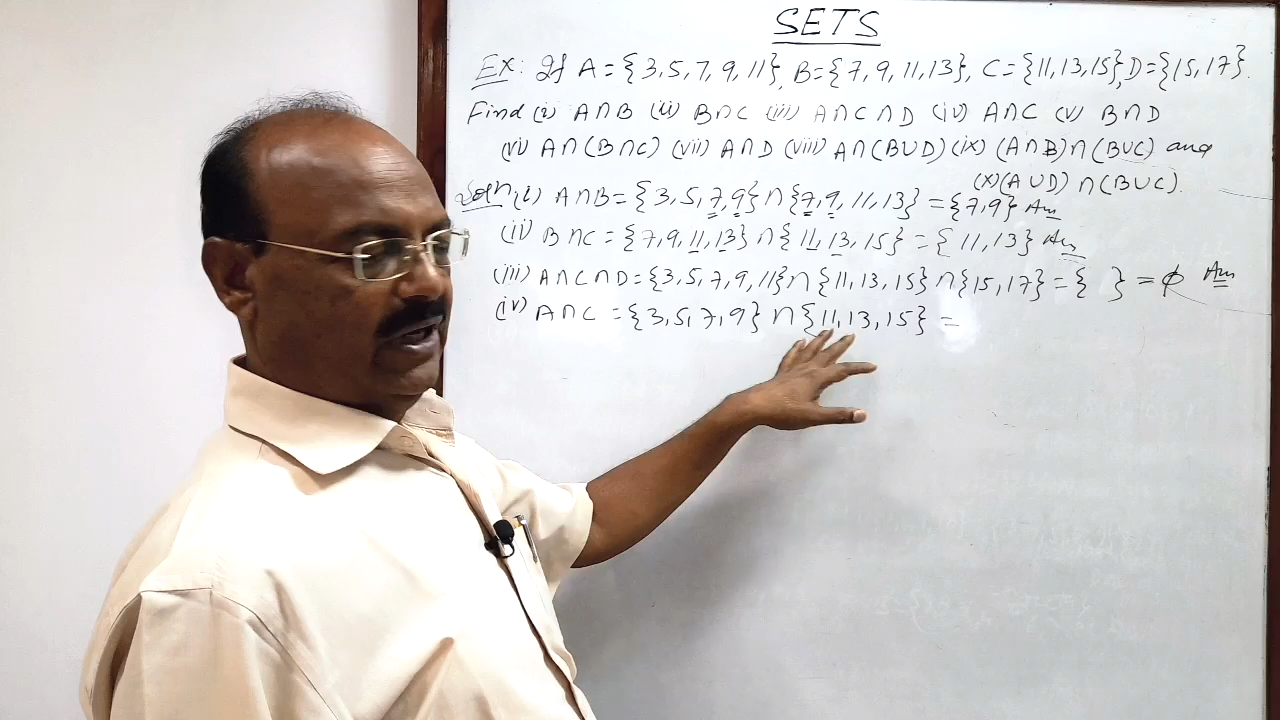 SETS
Ex: If A = {3, 5, 7, 9, 11}, B = {7, 9, 11, 13}, C = {11, 13, 15}, D = {15, 17}.
Find (i) A∩B (ii) B∩C (iii) A∩C∩D (iv) A∩C (v) B∩D
(vi) A∩(B∩C) (vii) A∩D (viii) A∩(B∪D) (ix) (A∩B)∩(B∪C) and
(x) (A∪D)∩(B∪C).
Soln (i) A∩B = {3, 5, 7, 9} ∩ {7, 9, 11, 13} = {7, 9} Ans
(ii) B∩C = {7, 9, 11, 13} ∩ {11, 13, 15} = {11, 13} Ans
(iii) A∩C∩D = {3, 5, 7, 9, 11} ∩ {11, 13, 15} ∩ {15, 17} = { } = ϕ Ans
(iv) A∩C = {3, 5, 7, 9} ∩ {11, 13, 15} =